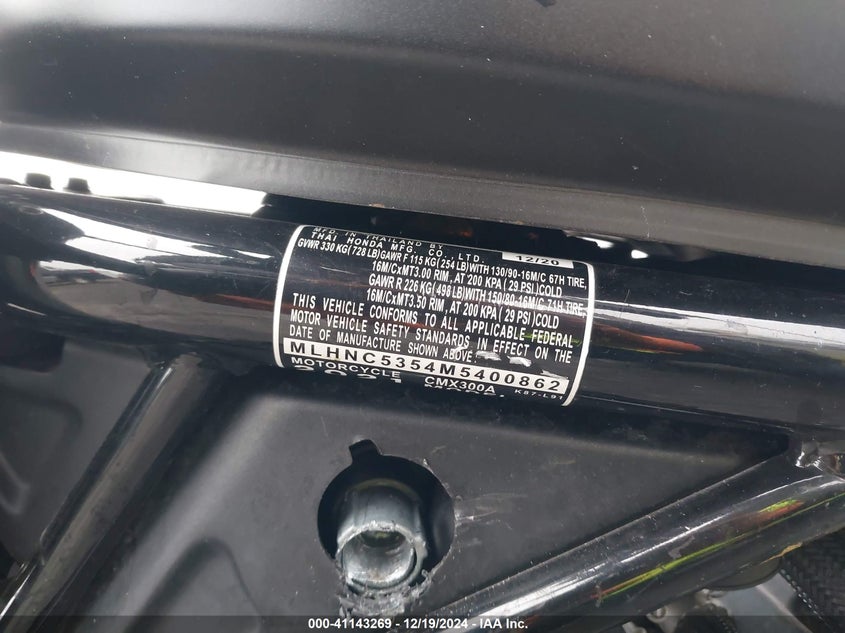 MFD. IN THAILAND BY
THAI HONDA MFG. CO., LTD. 12/20
GVWR 330 KG(728 LB)GAWR F 115 KG(254 LB)WITH 130/90-16M/C 67H TIRE,
16M/CxMT3.00 RIM, AT 200 KPA(29 PSI)COLD
GAWR R 226 KG(498 LB)WITH 150/80-16M/C 71H TIRE,
16M/CxMT3.50 RIM, AT 200 KPA(29 PSI)COLD
THIS VEHICLE CONFORMS TO ALL APPLICABLE FEDERAL
MOTOR VEHICLE SAFETY STANDARDS IN EFFECT ON THE
DATE OF MANUFACTURE SHOWN ABOVE
MLHNC5354M5400862
MOTORCYCLE CMX300A K87-L91
2021 MODEL
000-41143269 - 12/19/2024 - IAA Inc.